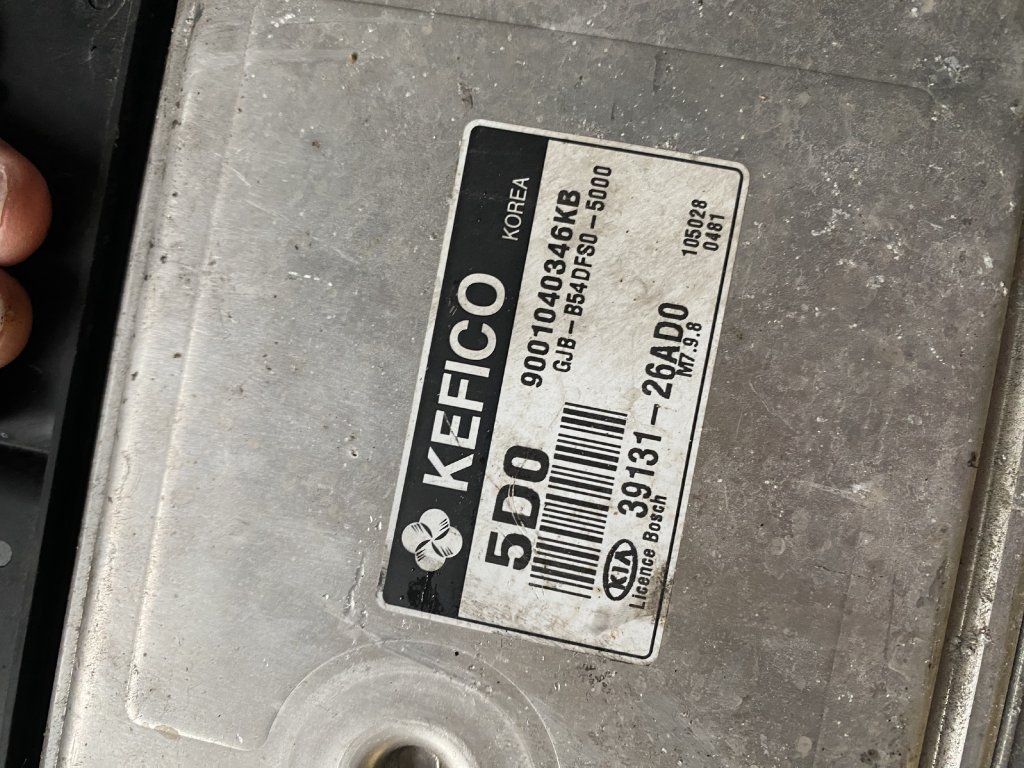 KEFICO KOREA
5D0 9001040346KB
GJB-B54DFS0-5000
KIA 39131-26AD0 105028
Licence Bosch M7.9.8 0481